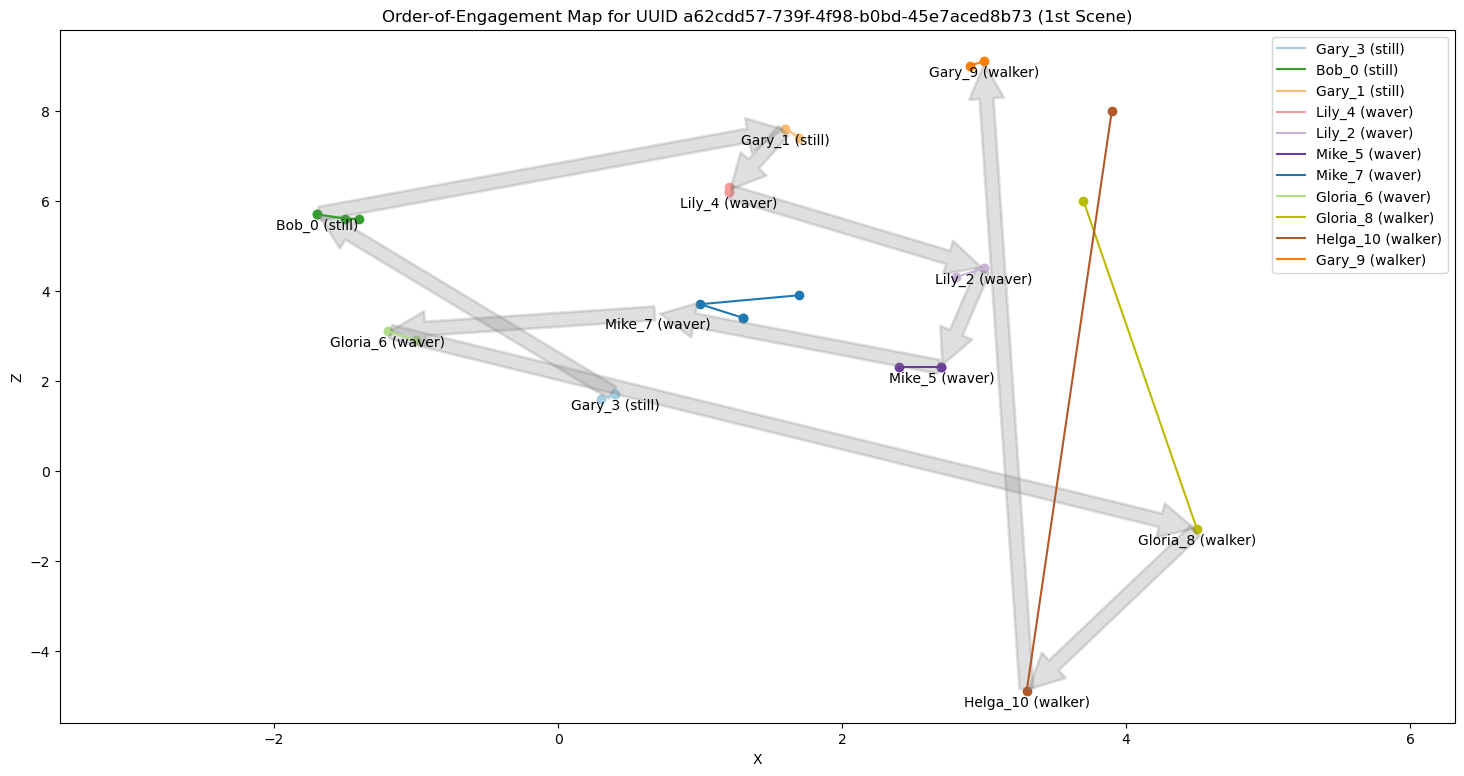 Order-of-Engagement Map for UUID a62cdd57-739f-4f98-b0bd-45e7aced8b73 (1st Scene)
Gary_3 (still)
Bob_0 (still)
Gary_1 (still)
Lily_4 (waver)
Lily_2 (waver)
Mike_5 (waver)
Mike_7 (waver)
Gloria_6 (waver)
Gloria_8 (walker)
Helga_10 (walker)
Gary_9 (walker)
Gary_9 (walker)
Gary_1 (still)
Lily_4 (waver)
Bob_0 (still)
Lily_2 (waver)
Mike_7 (waver)
Gloria_6 (waver)
Mike_5 (waver)
Gary_3 (still)
Gloria_8 (walker)
Helga_10 (walker)
8
6
4
2
0
−2
−4
Z
−2
0
2
4
6
X